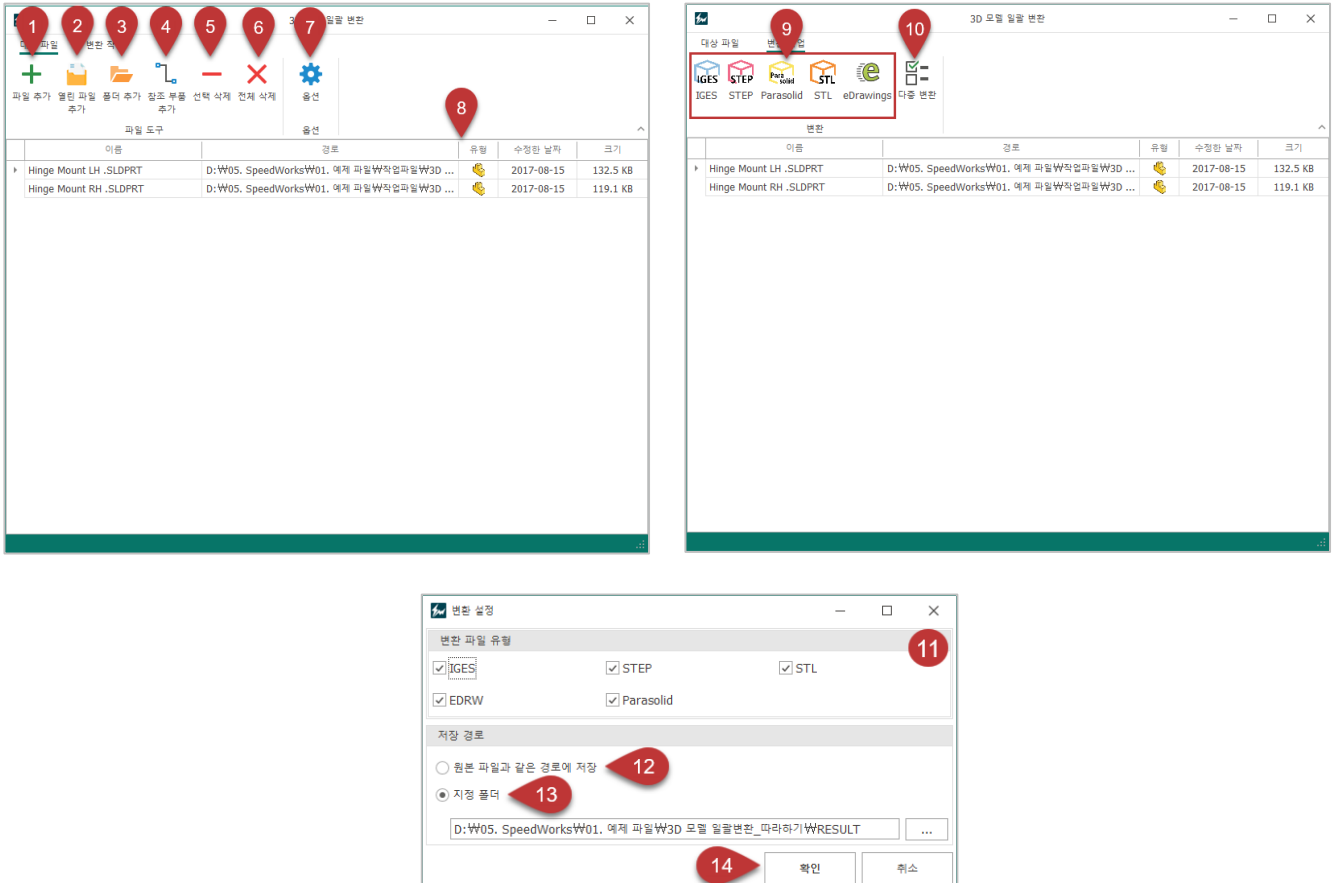 1 2 3 4 5 6 7
일괄 변환
파일 변환
파일 추가 열린 파일 추가 폴더 추가 참조 부품 추가 선택 삭제 전체 삭제 옵션
8
파일 도구 옵션
이름 경로 유형 수정한 날짜 크기
Hinge Mount LH .SLDPRT D:₩05. SpeedWorks₩01. 예제 파일₩작업파일₩3D ... 2017-08-15 132.5 KB
Hinge Mount RH .SLDPRT D:₩05. SpeedWorks₩01. 예제 파일₩작업파일₩3D ... 2017-08-15 119.1 KB
3D 모델 일괄 변환
9 10
대상 파일
IGES STEP Para solid STL e
IGES STEP Parasolid STL eDrawings 다중 변환
변환
이름 경로 유형 수정한 날짜 크기
Hinge Mount LH .SLDPRT D:₩05. SpeedWorks₩01. 예제 파일₩작업파일₩3D ... 2017-08-15 132.5 KB
Hinge Mount RH .SLDPRT D:₩05. SpeedWorks₩01. 예제 파일₩작업파일₩3D ... 2017-08-15 119.1 KB
변환 설정
변환 파일 유형
11
IGES STEP STL
EDRW Parasolid
저장 경로
원본 파일과 같은 경로에 저장 12
지정 폴더 13
D:₩05. SpeedWorks₩01. 예제 파일₩3D 모델 일괄변환_따라하기₩RESULT ...
14 확인 취소